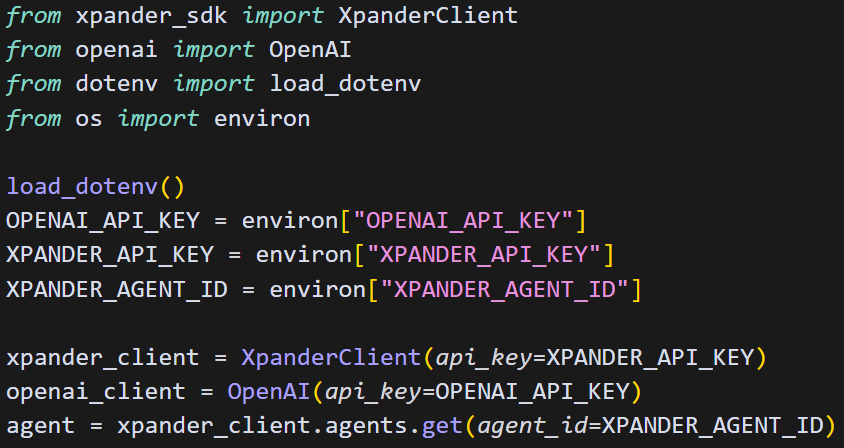 from xpander_sdk import XpanderClient
from openai import OpenAI
from dotenv import load_dotenv
from os import environ

load_dotenv()
OPENAI_API_KEY = environ["OPENAI_API_KEY"]
XPANDER_API_KEY = environ["XPANDER_API_KEY"]
XPANDER_AGENT_ID = environ["XPANDER_AGENT_ID"]

xpander_client = XpanderClient(api_key=XPANDER_API_KEY)
openai_client = OpenAI(api_key=OPENAI_API_KEY)
agent = xpander_client.agents.get(agent_id=XPANDER_AGENT_ID)